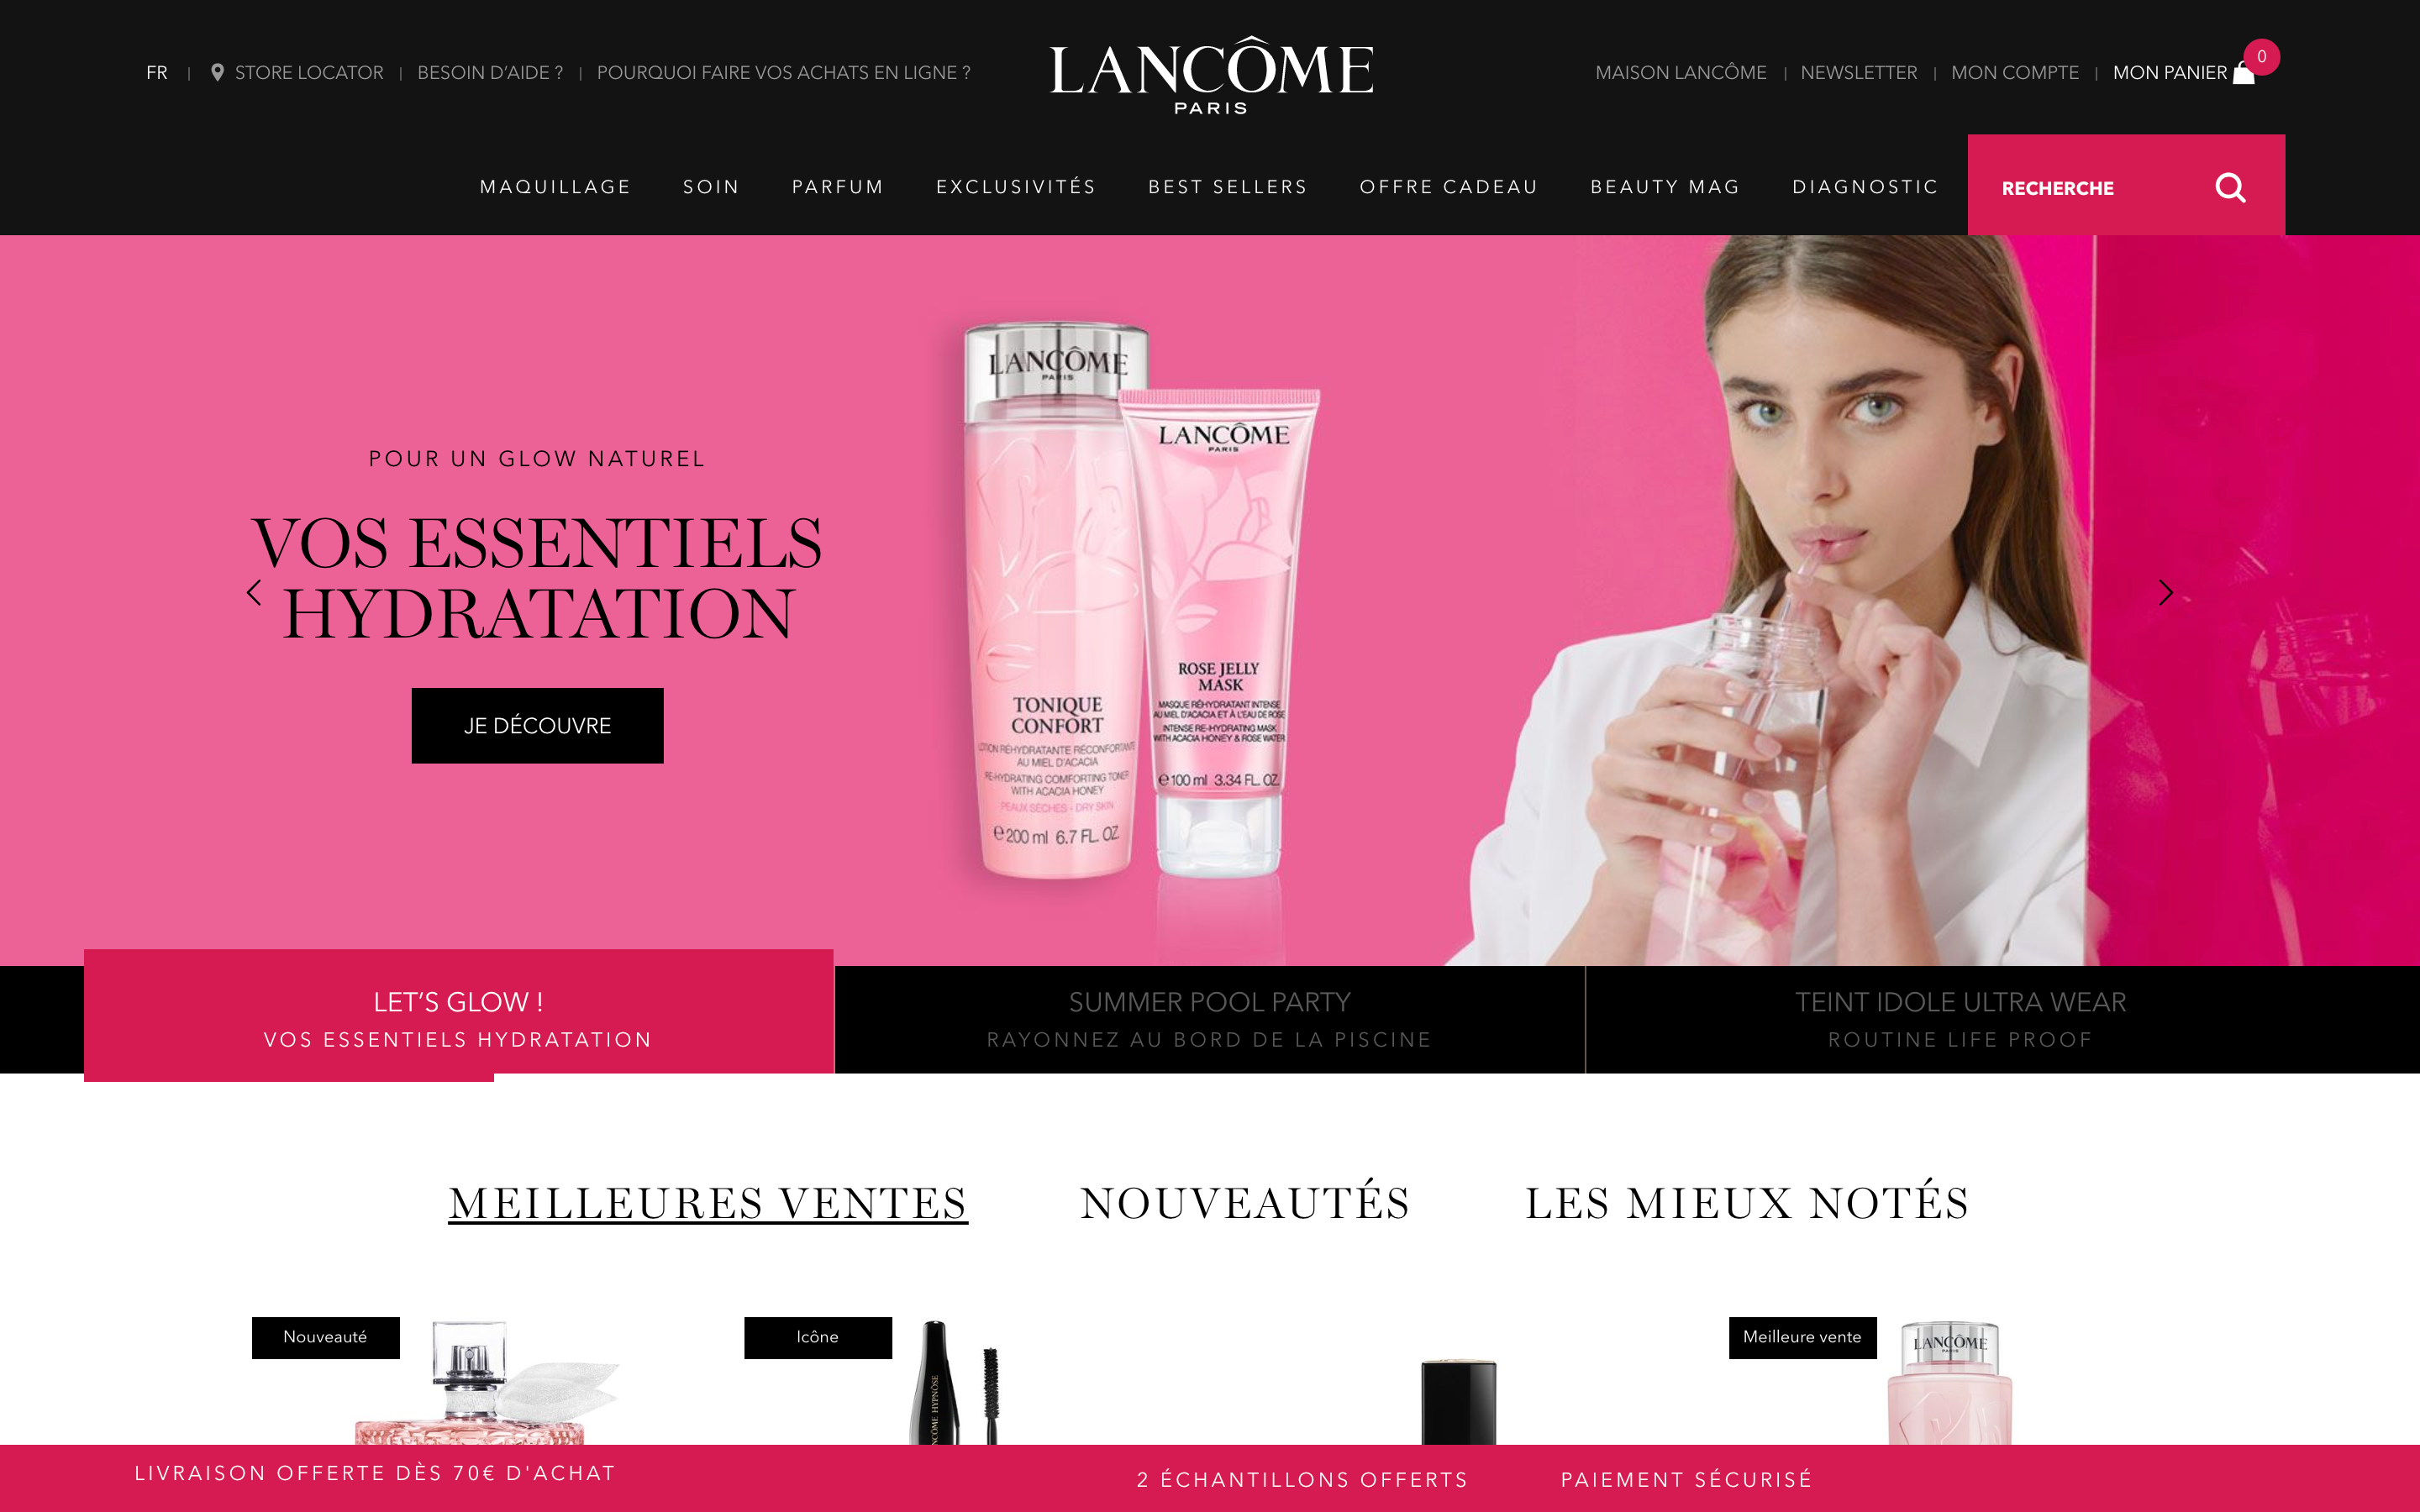 FR | STORE LOCATOR | BESOIN D'AIDE ? | POURQUOI FAIRE VOS ACHATS EN LIGNE ?
LANCÔME
PARIS
MAISON LANCÔME | NEWSLETTER | MON COMPTE | MON PANIER 0
MAQUILLAGE SOIN PARFUM EXCLUSIVITÉS BEST SELLERS OFFRE CADEAU BEAUTY MAG DIAGNOSTIC RECHERCHE
POUR UN GLOW NATUREL
VOS ESSENTIELS
HYDRATATION
JE DÉCOUVRE
LANCÔME
PARIS
TONIQUE
CONFORT
LOTION RÉHYDRATANTE RÉCONFORTANTE
AU MIEL D'ACACIA
RE-HYDRATING COMFORTING TONER
WITH ACACIA HONEY
PEAUX SÈCHES - DRY SKIN
e 200 ml 6.7 FL. OZ
LANCÔME
PARIS
ROSE JELLY
MASK
MASQUE RÉHYDRATANT INTENSE
AU MIEL D'ACACIA ET À L'EAU DE ROSE
INTENSE RE-HYDRATING MASK
WITH ACACIA HONEY & ROSE WATER
e 100 ml 3.34 FL. OZ.
LET'S GLOW !
VOS ESSENTIELS HYDRATATION
SUMMER POOL PARTY
RAYONNEZ AU BORD DE LA PISCINE
TEINT IDOLE ULTRA WEAR
ROUTINE LIFE PROOF
MEILLEURES VENTES NOUVEAUTÉS LES MIEUX NOTÉS
Nouveauté
Icône
HYPNÔSE
Meilleure vente
LANCÔME
PARIS
LIVRAISON OFFERTE DÈS 70€ D'ACHAT
2 ÉCHANTILLONS OFFERTS
PAIEMENT SÉCURISÉ